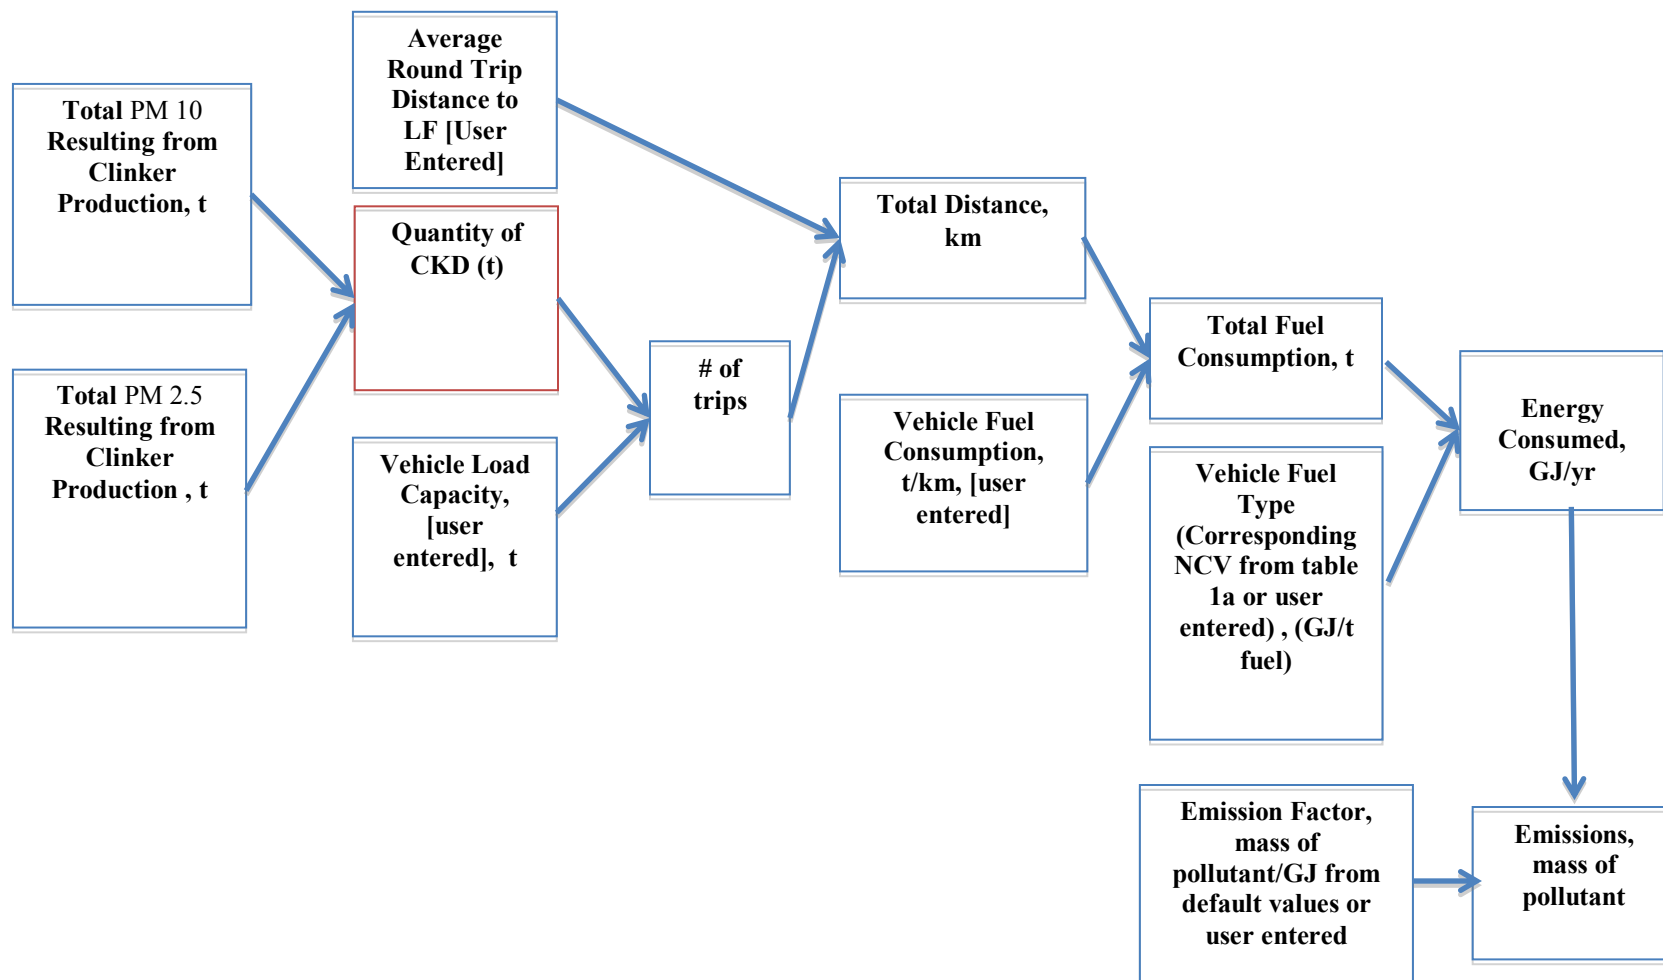 Total PM 10
Resulting from
Clinker
Production, t
Total PM 2.5
Resulting from
Clinker
Production , t
Average
Round Trip
Distance to
LF [User
Entered]
Quantity of
CKD (t)
Vehicle Load
Capacity,
[user
entered], t
# of
trips
Total Distance,
km
Vehicle Fuel
Consumption,
t/km, [user
entered]
Total Fuel
Consumption, t
Vehicle Fuel
Type
(Corresponding
NCV from table
1a or user
entered) , (GJ/t
fuel)
Energy
Consumed,
GJ/yr
Emission Factor,
mass of
pollutant/GJ from
default values or
user entered
Emissions,
mass of
pollutant